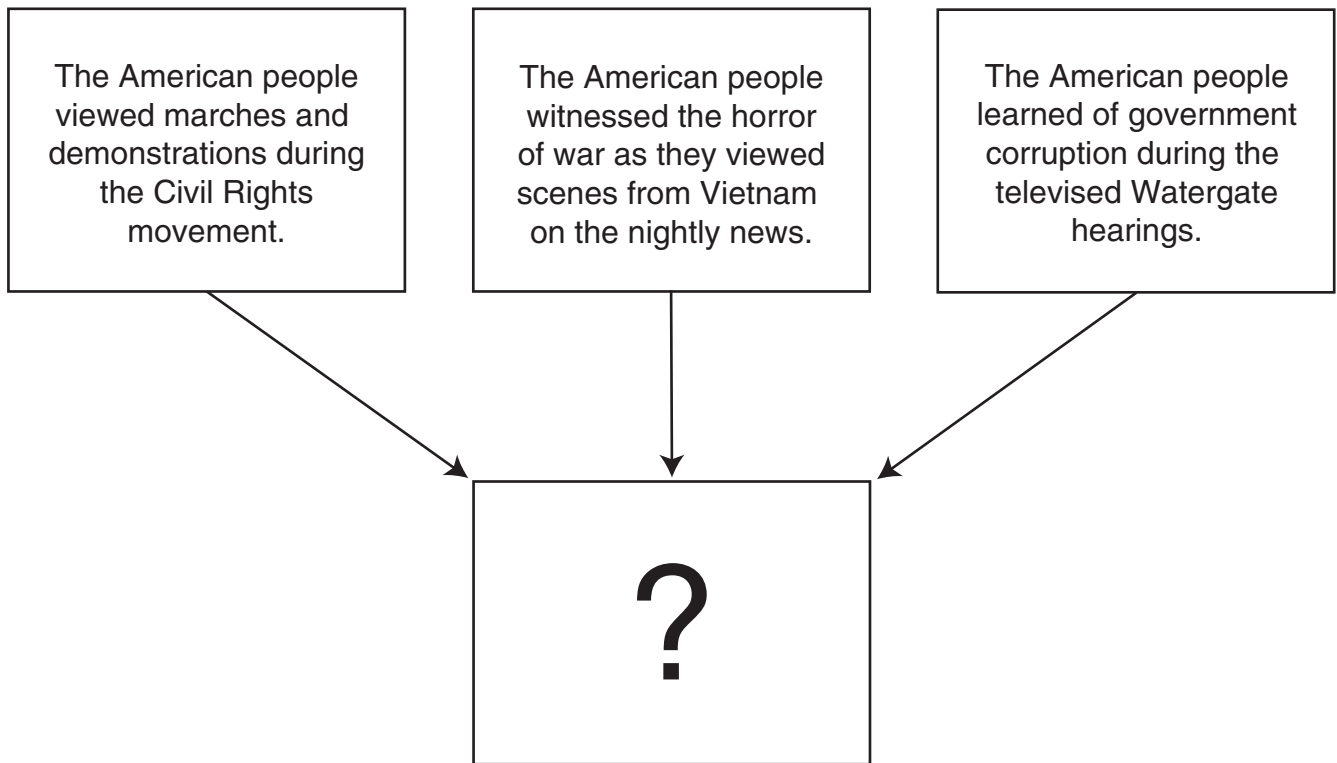 The American people
viewed marches and
demonstrations during
the Civil Rights
movement.
The American people
witnessed the horror
of war as they viewed
scenes from Vietnam
on the nightly news.
The American people
learned of government
corruption during the
televised Watergate
hearings.
?